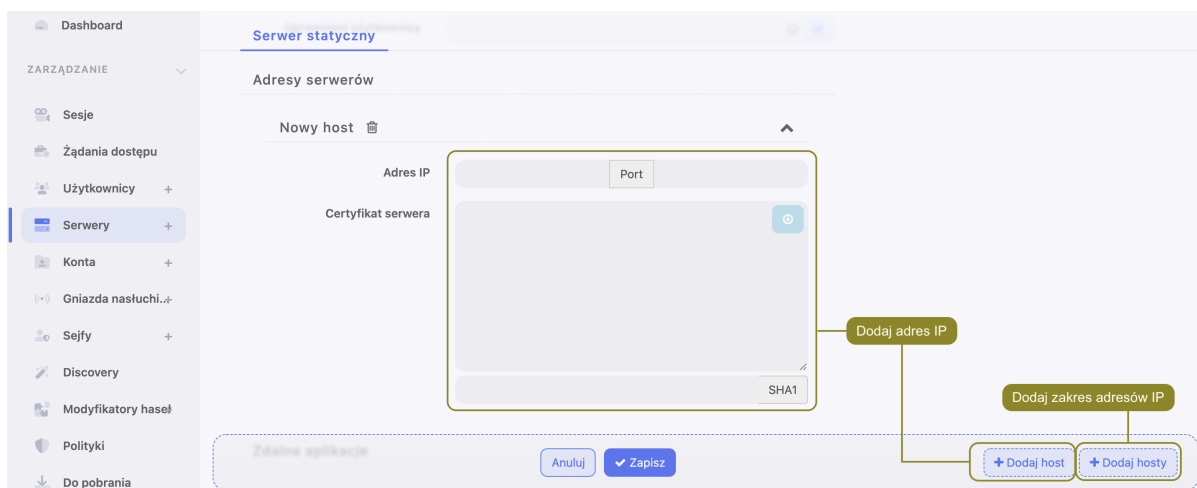 Dashboard
ZARZĄDZANIE
Sesje
Żądania dostępu
Użytkownicy +
Serwery +
Konta +
Gniazda nasłuchi..+
Sejfy +
Discovery
Modyfikatory haseł
Polityki
Do pobrania
Serwer statyczny
Adresy serwerów
Nowy host
Adres IP
Port
Certyfikat serwera
SHA1
Dodaj adres IP
Dodaj zakres adresów IP
Zdalne aplikacje
Anuluj
Zapisz
+ Dodaj host
+ Dodaj hosty